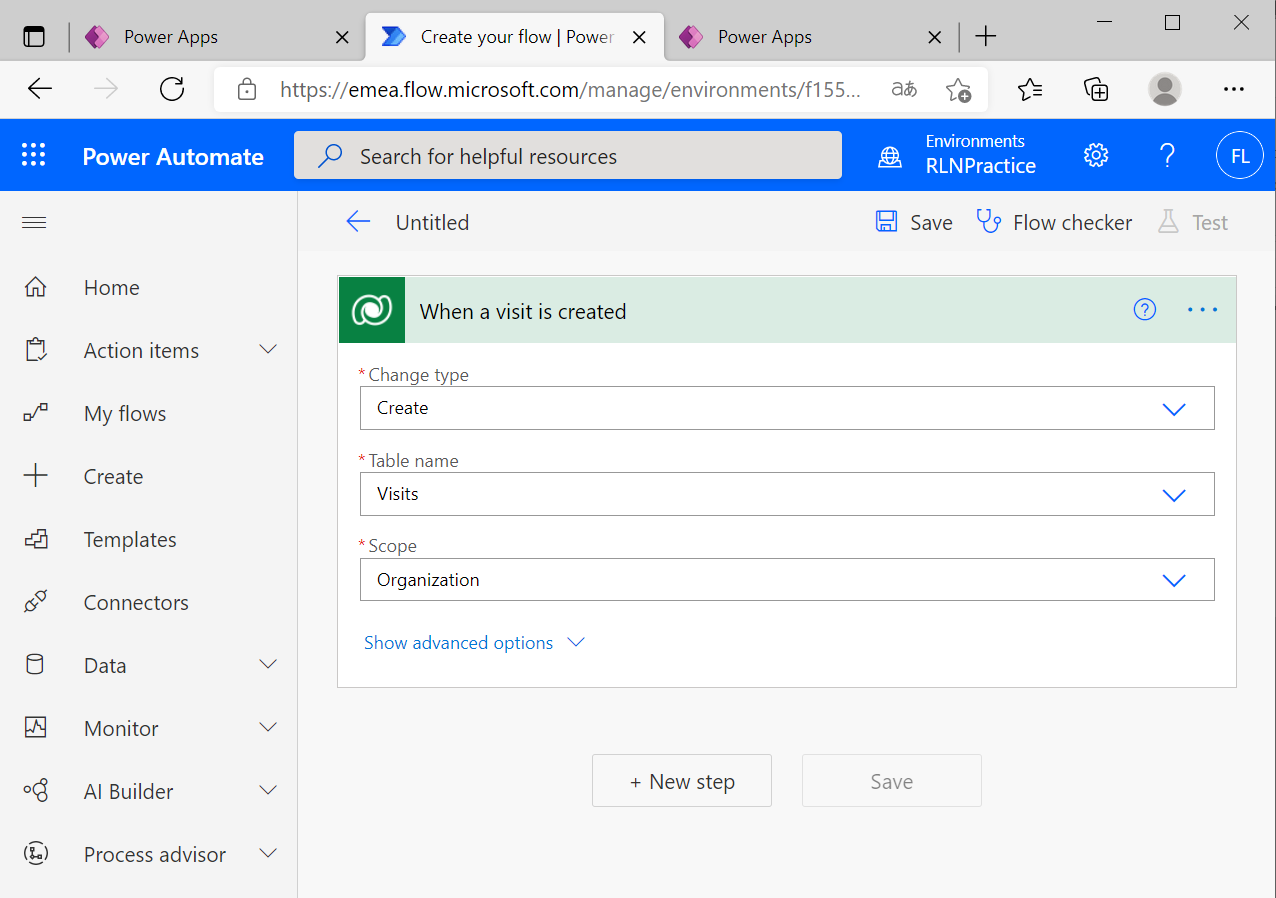 Power Apps
Create your flow | Power
Power Apps
https://emea.flow.microsoft.com/manage/environments/f155...
aあ
Power Automate
Search for helpful resources
Environments
RLNPractice
?
FL
Untitled
Save
Flow checker
Test
Home
Action items
My flows
Create
Templates
Connectors
Data
Monitor
AI Builder
Process advisor
When a visit is created
?
...
* Change type
Create
* Table name
Visits
* Scope
Organization
Show advanced options
+ New step
Save